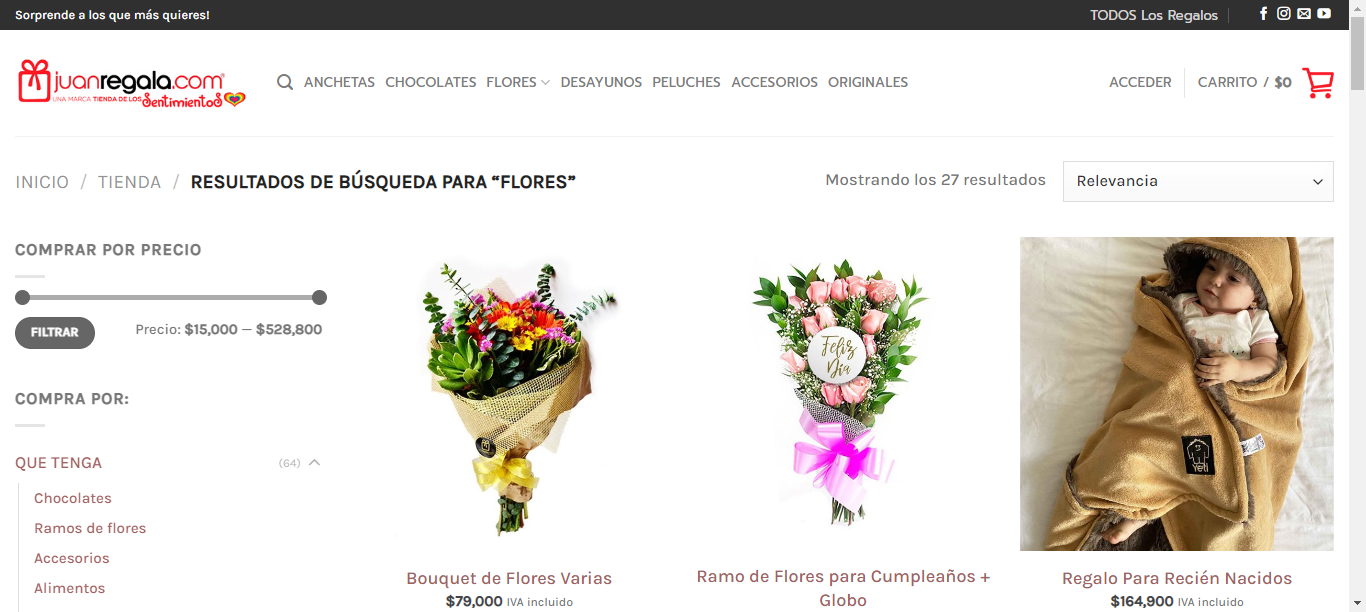 Sorprende a los que más quieres!
TODOS Los Regalos
juanregala.com
UNA MARCA TIENDA DE LOS Sentimientos
ANCHETAS CHOCOLATES FLORES DESAYUNOS PELUCHES ACCESORIOS ORIGINALES
ACCEDER
CARRITO / $0
INICIO / TIENDA / RESULTADOS DE BÚSQUEDA PARA “FLORES”
Mostrando los 27 resultados
Relevancia
COMPRAR POR PRECIO
FILTRAR
Precio: $15,000 — $528,800
COMPRA POR:
QUE TENGA (64)
Chocolates
Ramos de flores
Accesorios
Alimentos
Bouquet de Flores Varias
$79,000 IVA incluido
Feliz
Día
Ramo de Flores para Cumpleaños +
Globo
yeti
Regalo Para Recién Nacidos
$164,900 IVA incluido